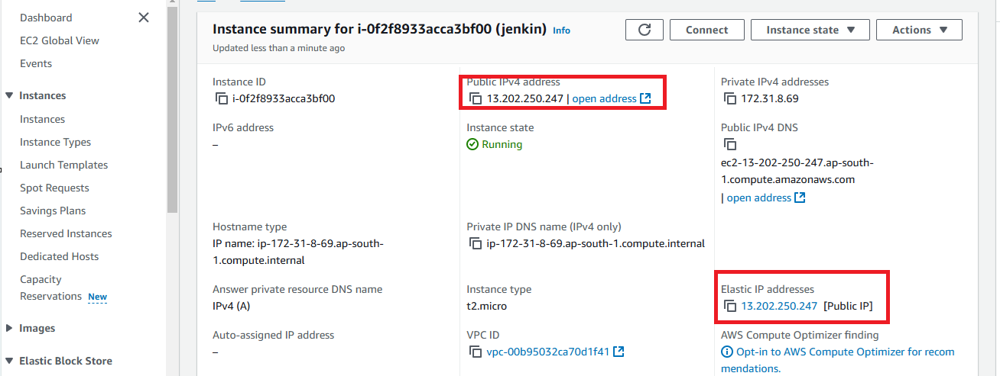 Dashboard
EC2 Global View
Events
Instances
Instances
Instance Types
Launch Templates
Spot Requests
Savings Plans
Reserved Instances
Dedicated Hosts
Capacity
Reservations New
Images
Elastic Block Store
Instance summary for i-0f2f8933acca3bf00 (jenkin) Info
Updated less than a minute ago
Connect
Instance state
Actions
Instance ID
i-0f2f8933acca3bf00
Public IPv4 address
13.202.250.247 | open address
Private IPv4 addresses
172.31.8.69
IPv6 address
–
Instance state
Running
Public IPv4 DNS
ec2-13-202-250-247.ap-south-
1.compute.amazonaws.com
| open address
Hostname type
IP name: ip-172-31-8-69.ap-south-
1.compute.internal
Private IP DNS name (IPv4 only)
ip-172-31-8-69.ap-south-1.compute.internal
Answer private resource DNS name
IPv4 (A)
Instance type
t2.micro
Elastic IP addresses
13.202.250.247 [Public IP]
Auto-assigned IP address
–
VPC ID
vpc-00b95032ca70d1f41
AWS Compute Optimizer finding
Opt-in to AWS Compute Optimizer for recom
mendations.